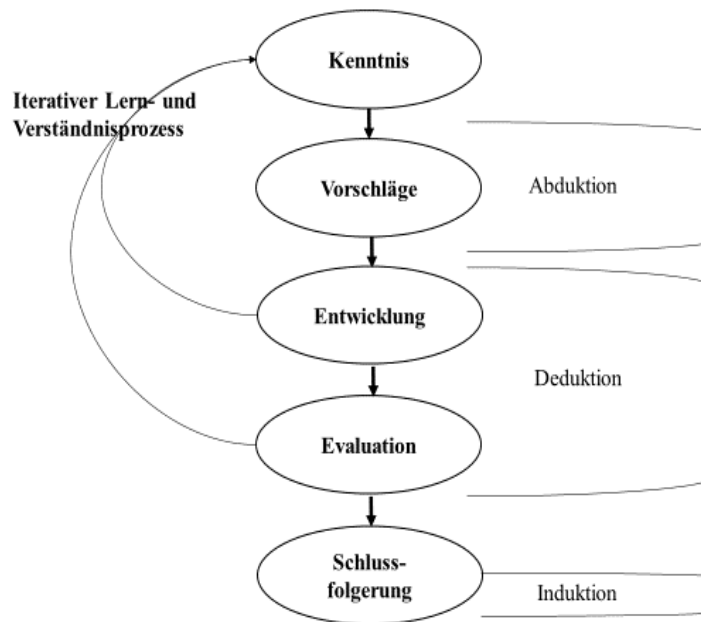 Kenntnis
Iterativer Lern- und
Verständnisprozess
Vorschläge
Abduktion
Entwicklung
Deduktion
Evaluation
Schluss-
folgerung
Induktion